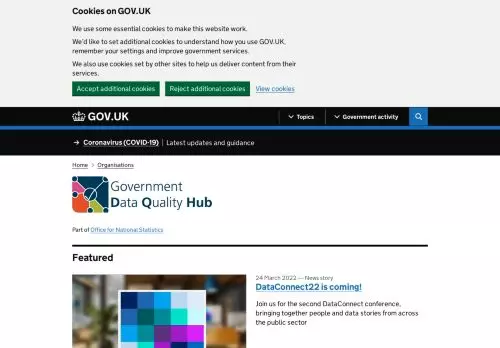 Cookies on GOV.UK
We use some essential cookies to make this website work.
We'd like to set additional cookies to understand how you use GOV.UK,
remember your settings and improve government services.
We also use cookies set by other sites to help us deliver content from their
services.
Accept additional cookies Reject additional cookies View cookies
GOV.UK Topics Government activity
→ Coronavirus (COVID-19) Latest updates and guidance
Home > Organisations
Government
Data Quality Hub
Part of Office for National Statistics
Featured
24 March 2022 — News story
DataConnect22 is coming!
Join us for the second DataConnect conference,
bringing together people and data stories from across
the public sector